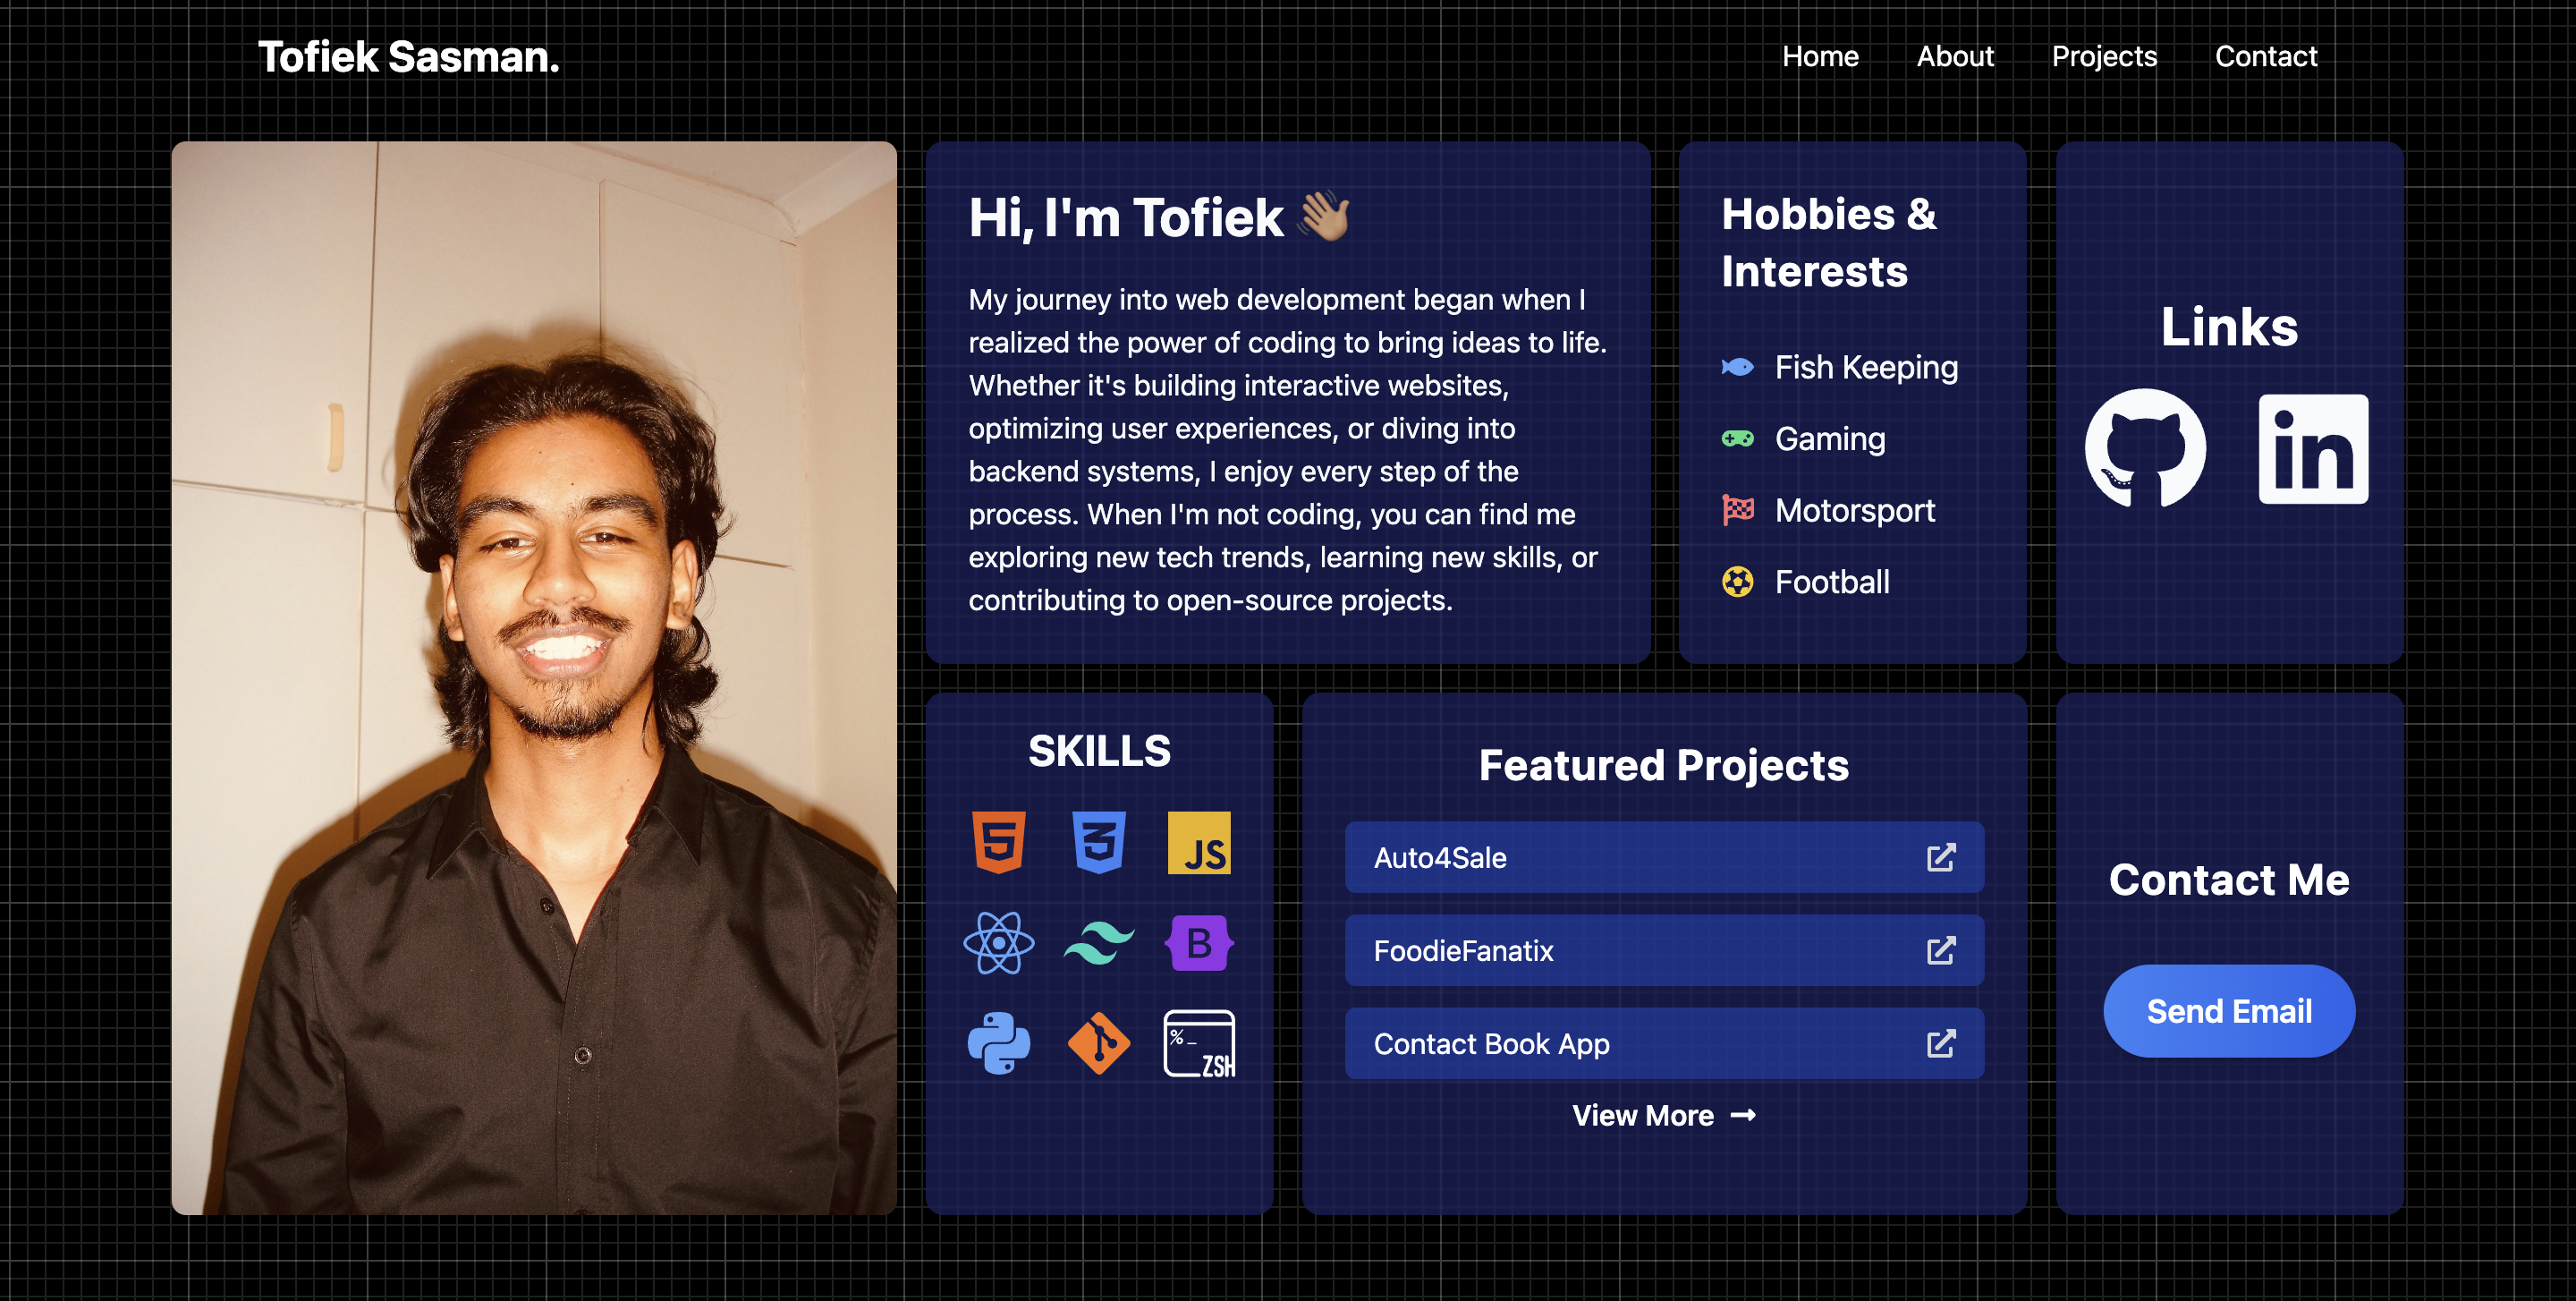 Tofiek Sasman.
Home
About
Projects
Contact
Hi, I'm Tofiek 👋🏽
My journey into web development began when I
realized the power of coding to bring ideas to life.
Whether it's building interactive websites,
optimizing user experiences, or diving into
backend systems, I enjoy every step of the
process. When I'm not coding, you can find me
exploring new tech trends, learning new skills, or
contributing to open-source projects.
Hobbies &
Interests
Fish Keeping
Gaming
Motorsport
Football
Links
in
SKILLS
5
3
JS
B
%_
ZSH
Featured Projects
Auto4Sale
FoodieFanatix
Contact Book App
View More
Contact Me
Send Email